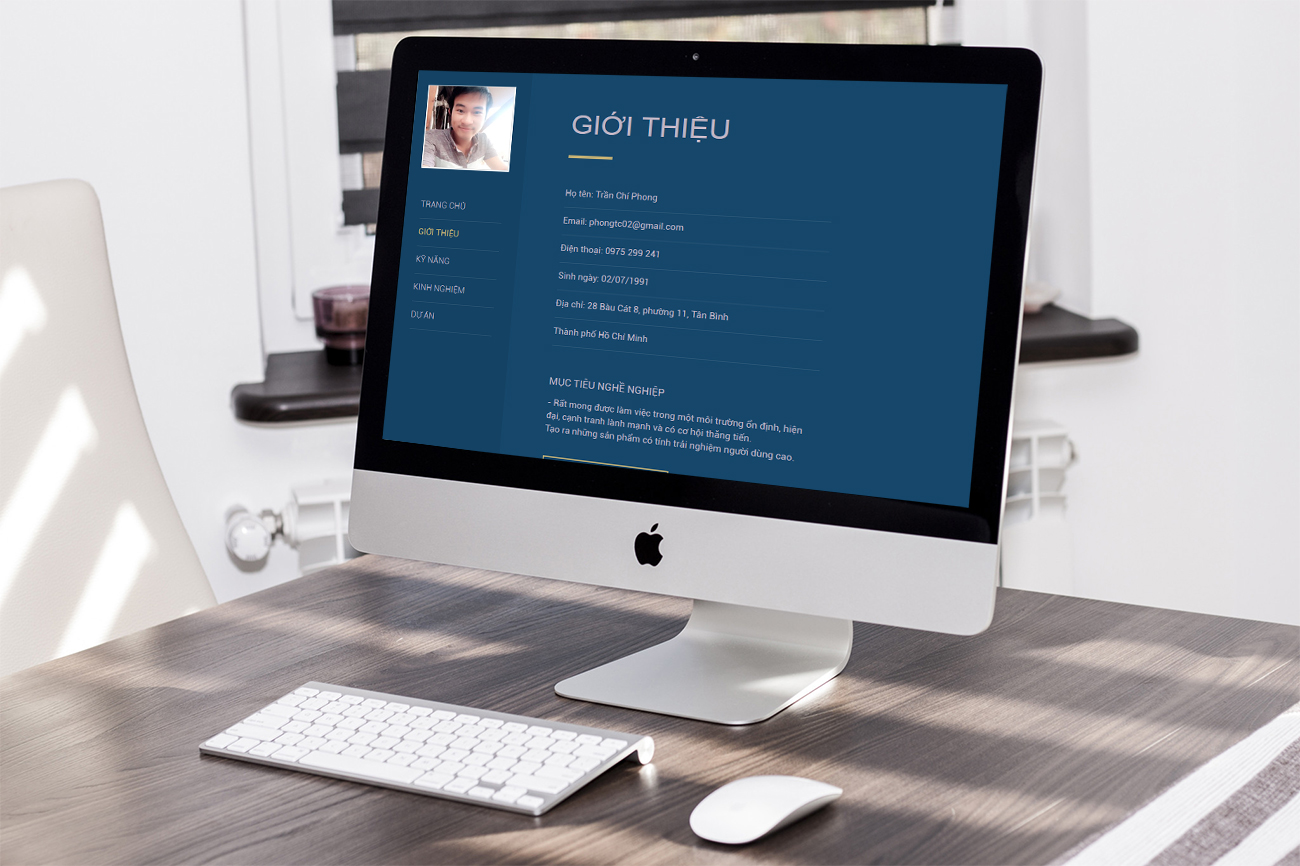 GIỚI THIỆU
TRANG CHỦ
GIỚI THIỆU
KỸ NĂNG
KINH NGHIỆM
DỰ ÁN
Họ tên: Trần Chí Phong
Email: phongtc02@gmail.com
Điện thoại: 0975 299 241
Sinh ngày: 02/07/1991
Địa chỉ: 28 Bàu Cát 8, phường 11, Tân Bình
Thành phố Hồ Chí Minh
MỤC TIÊU NGHỀ NGHIỆP
- Rất mong được làm việc trong một môi trường ổn định, hiện
đại, cạnh tranh lành mạnh và có cơ hội thăng tiến.
Tạo ra những sản phẩm có tính trải nghiệm người dùng cao.